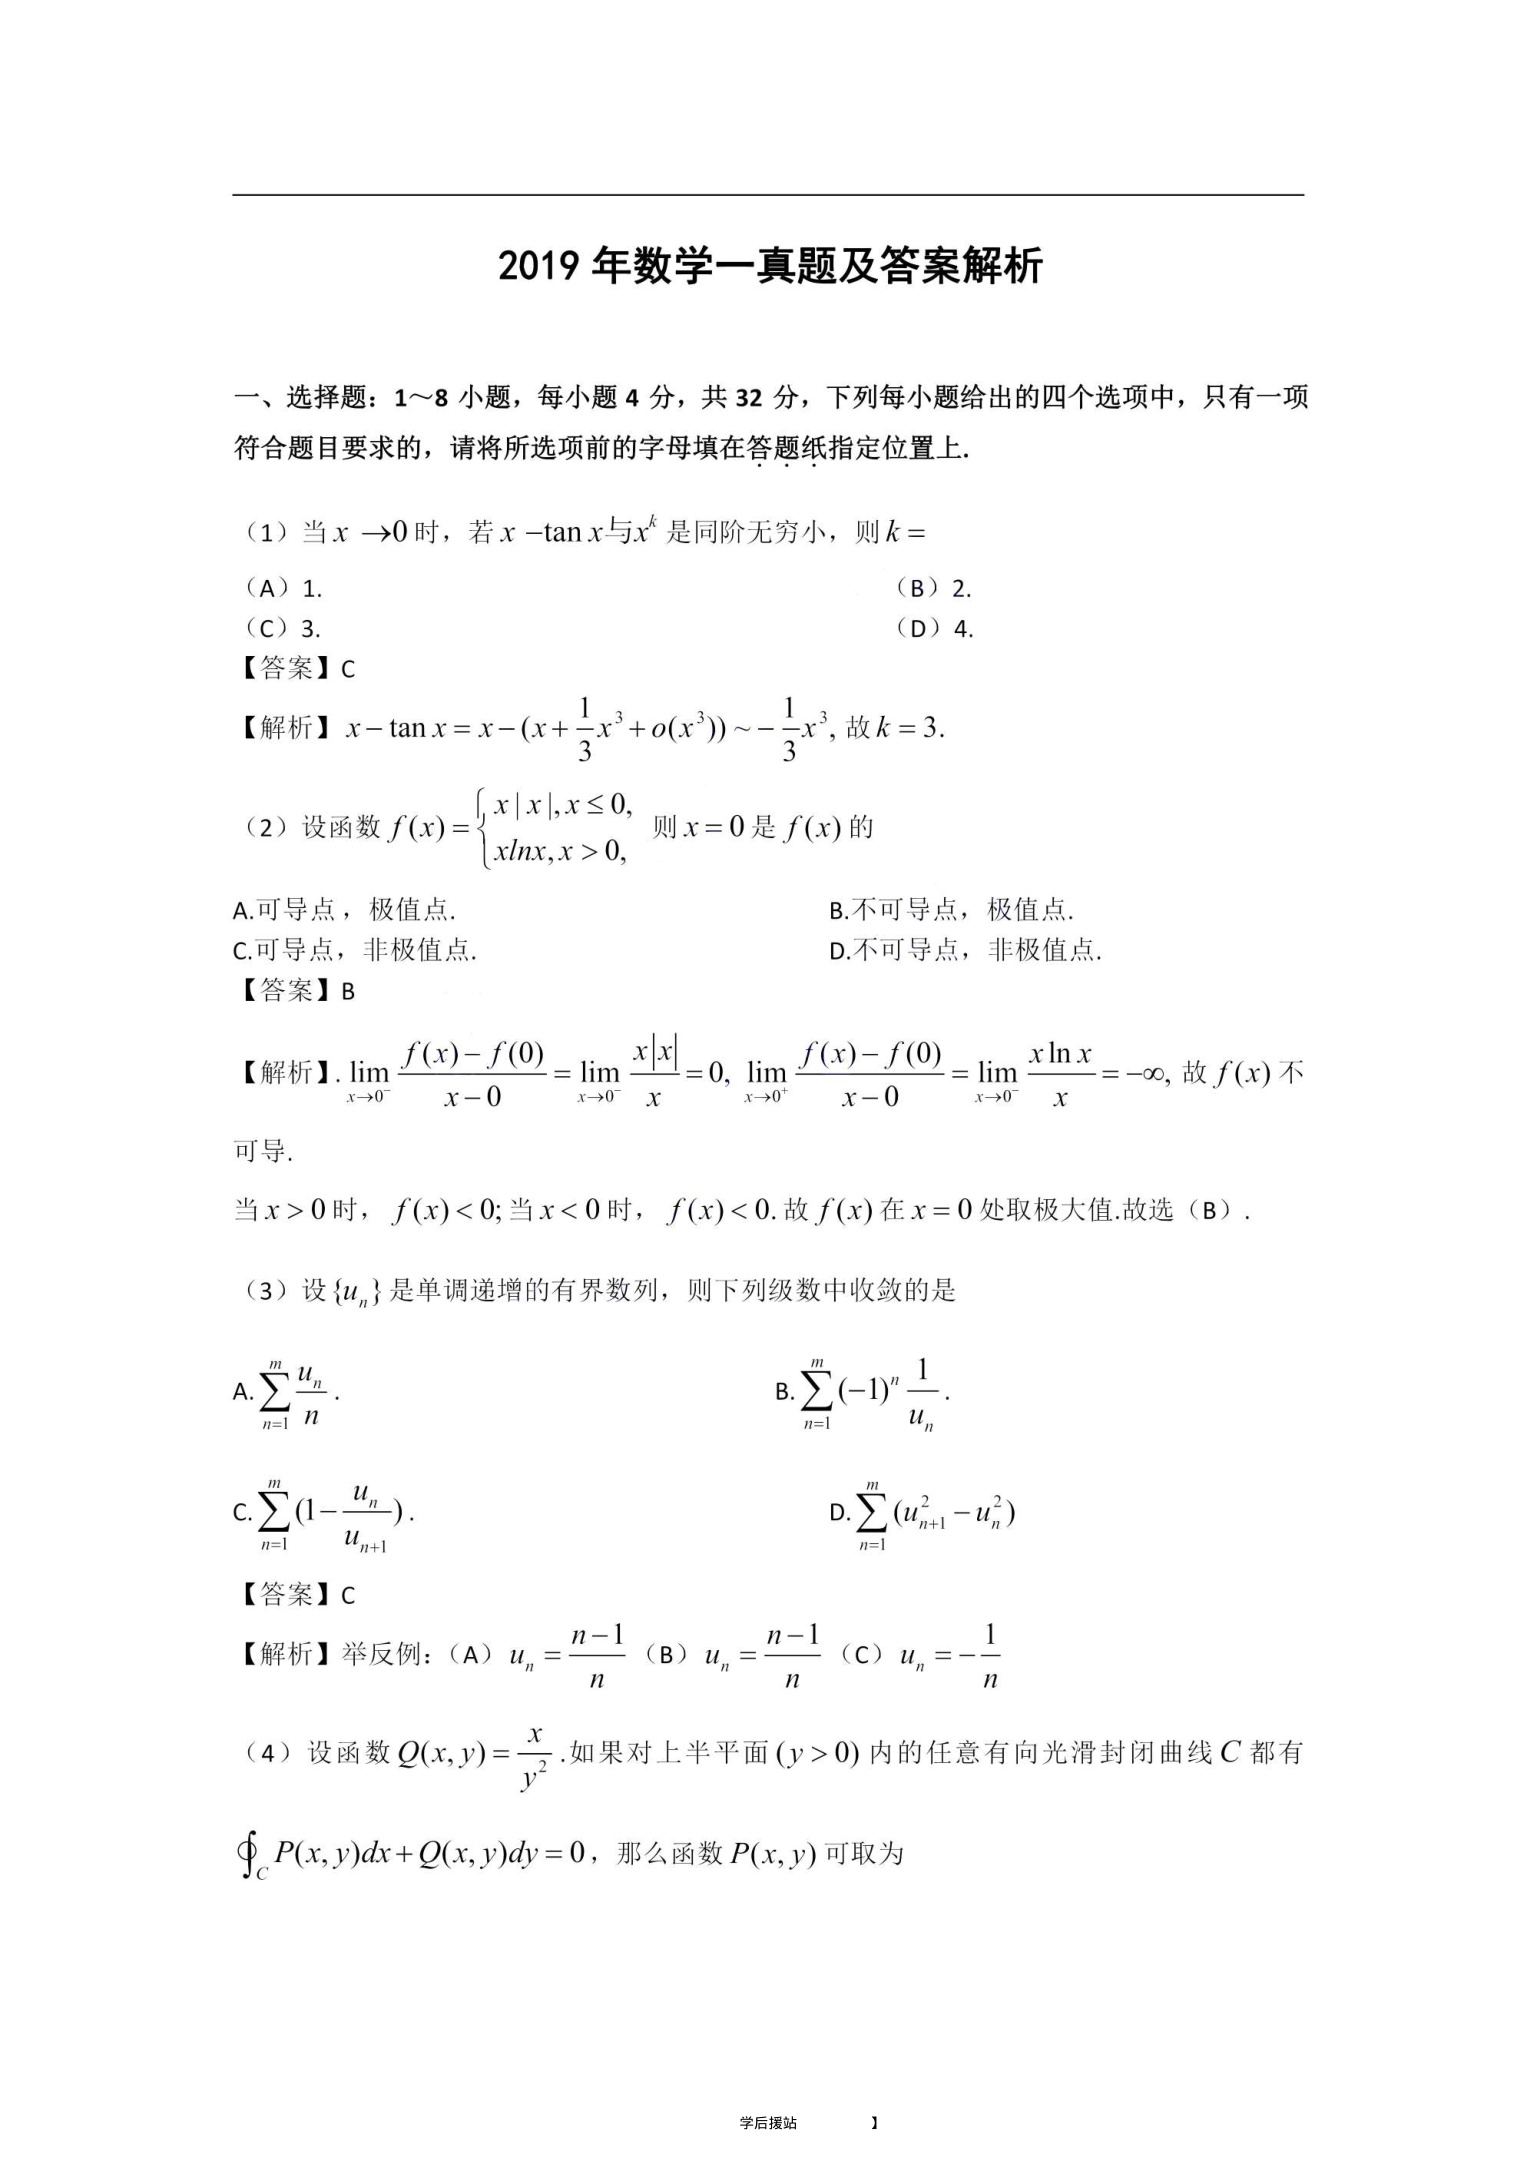 2019 年数学一真题及答案解析
一、选择题：1～8 小题，每小题 4 分，共 32 分，下列每小题给出的四个选项中，只有一项
符合题目要求的，请将所选项前的字母填在答题纸指定位置上.
（1）当 x →0 时，若 x −tan x与x^k 是同阶无穷小，则 k =
（A）1. （B）2.
（C）3. （D）4.
【答案】C
【解析】x − tan x = x − (x + 1/3 x^3 + o(x^3)) ~ − 1/3 x^3, 故 k = 3.
（2）设函数 f(x) = { x|x|, x ≤ 0, xlnx, x > 0, 则 x = 0 是 f(x) 的
A.可导点，极值点. B.不可导点，极值点.
C.可导点，非极值点. D.不可导点，非极值点.
【答案】B
【解析】. lim_{x→0⁻} (f(x) − f(0))/(x − 0) = lim_{x→0⁻} x|x|/x = 0, lim_{x→0⁺} (f(x) − f(0))/(x − 0) = lim_{x→0⁻} x ln x/x = −∞, 故 f(x) 不
可导.
当 x > 0 时， f(x) < 0; 当 x < 0 时， f(x) < 0. 故 f(x) 在 x = 0 处取极大值.故选（B）.
（3）设 {u_n} 是单调递增的有界数列，则下列级数中收敛的是
A. ∑_{n=1}^{m} u_n/n . B. ∑_{n=1}^{m} (−1)^n 1/u_n .
C. ∑_{n=1}^{m} (1 − u_n/u_{n+1}) . D. ∑_{n=1}^{m} (u_{n+1}^2 − u_n^2)
【答案】C
【解析】举反例：（A）u_n = (n−1)/n （B）u_n = (n−1)/n （C）u_n = −1/n
（4）设函数 Q(x, y) = x/y^2 .如果对上半平面 (y > 0) 内的任意有向光滑封闭曲线 C 都有
∮_C P(x, y)dx + Q(x, y)dy = 0，那么函数 P(x, y) 可取为
学后援站 】